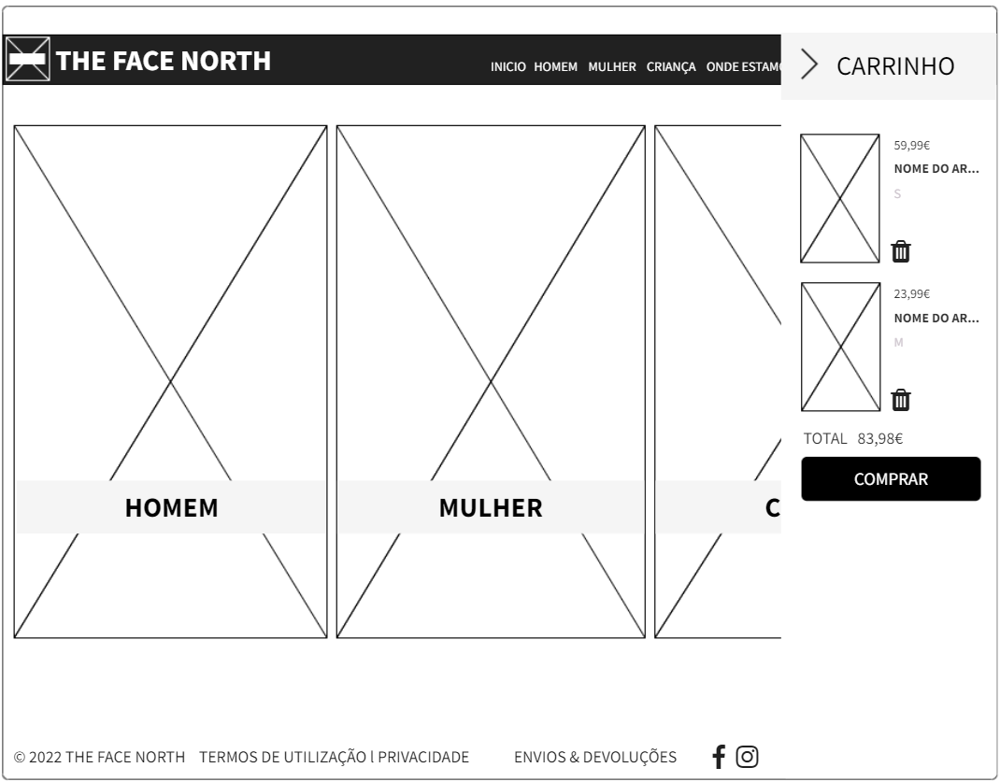 THE FACE NORTH
INICIO HOMEM MULHER CRIANÇA ONDE ESTAMO
CARRINHO
59,99€
NOME DO AR...
S
23,99€
NOME DO AR...
M
TOTAL 83,98€
COMPRAR
HOMEM
MULHER
C
© 2022 THE FACE NORTH TERMOS DE UTILIZAÇÃO l PRIVACIDADE ENVIOS & DEVOLUÇÕES